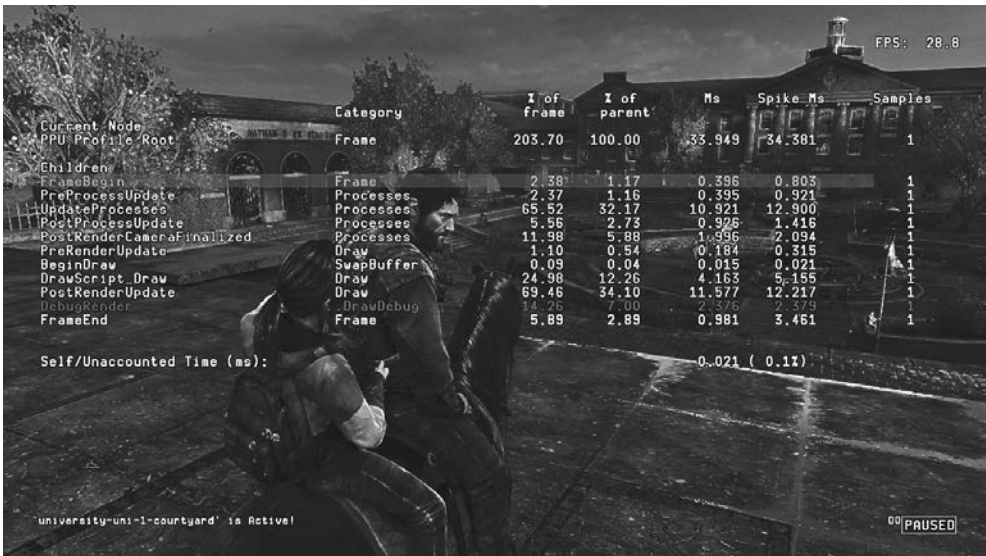 FPS: 28.8
% of % of Ms Spike Ms Samples
Category frame parent
Current Node
PPU Profile Root Frame 203.70 100.00 33.949 34.381 1
Children
FrameBegin Frame 2.38 1.17 0.396 0.803 1
PreProcessUpdate Processes 2.37 1.16 0.395 0.921 1
UpdateProcesses Processes 65.52 32.17 10.921 12.900 1
PostProcessUpdate Processes 5.56 2.73 0.926 1.416 1
PostRenderCameraFinalized Processes 11.98 5.88 1.996 2.094 1
PreRenderUpdate Draw 1.10 0.54 0.184 0.315 1
BeginDraw SwapBuffer 0.09 0.04 0.015 0.021 1
DrawScript_Draw Draw 24.98 12.26 4.163 5.155 1
PostRenderUpdate Draw 69.46 34.10 11.577 12.217 1
DebugRender DrawDebug 14.26 7.00 2.376 2.379
FrameEnd Frame 5.89 2.89 0.981 3.461 1
Self/Unaccounted Time (ms): 0.021 ( 0.1%)
'university-uni-1-courtyard' is Active!
PAUSED